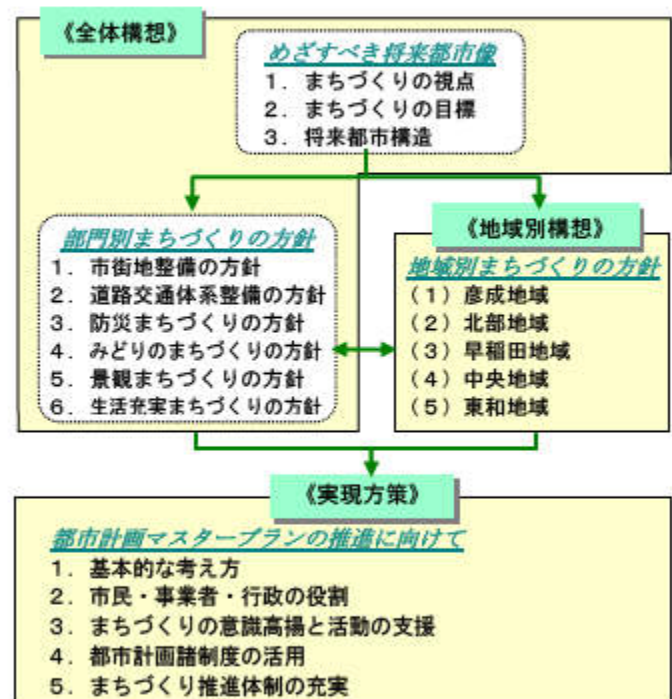 《全体構想》
めざすべき将来都市像
1．まちづくりの視点
2．まちづくりの目標
3．将来都市構造
部門別まちづくりの方針
1．市街地整備の方針
2．道路交通体系整備の方針
3．防災まちづくりの方針
4．みどりのまちづくりの方針
5．景観まちづくりの方針
6．生活充実まちづくりの方針
《地域別構想》
地域別まちづくりの方針
（1）彦成地域
（2）北部地域
（3）早稲田地域
（4）中央地域
（5）東和地域
《実現方策》
都市計画マスタープランの推進に向けて
1．基本的な考え方
2．市民・事業者・行政の役割
3．まちづくりの意識高揚と活動の支援
4．都市計画諸制度の活用
5．まちづくり推進体制の充実